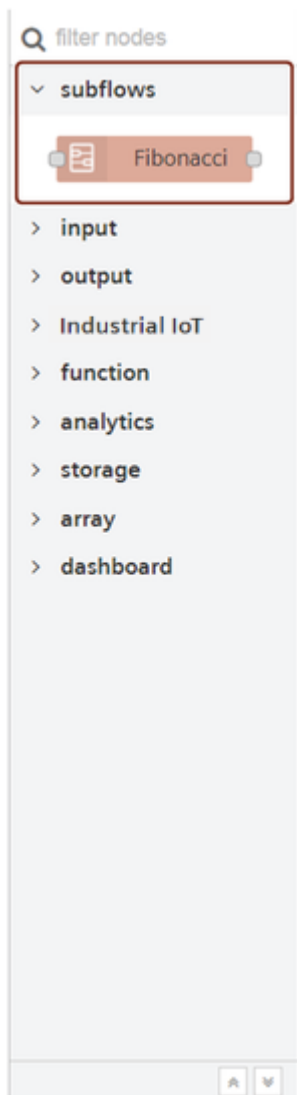 filter nodes
subflows
Fibonacci
input
output
Industrial IoT
function
analytics
storage
array
dashboard